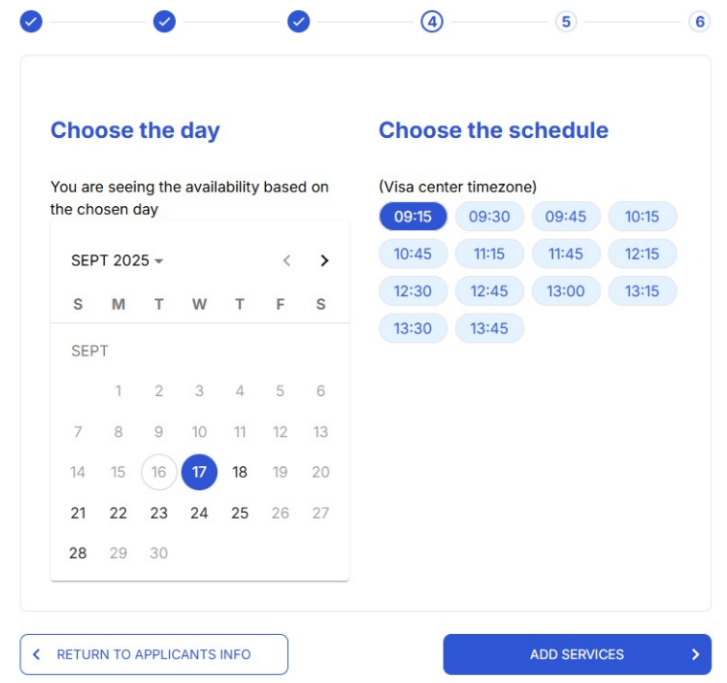 4 5 6
Choose the day
You are seeing the availability based on
the chosen day
SEPT 2025
S M T W T F S
SEPT
1 2 3 4 5 6
7 8 9 10 11 12 13
14 15 16 17 18 19 20
21 22 23 24 25 26 27
28 29 30
Choose the schedule
(Visa center timezone)
09:15 09:30 09:45 10:15
10:45 11:15 11:45 12:15
12:30 12:45 13:00 13:15
13:30 13:45
RETURN TO APPLICANTS INFO
ADD SERVICES